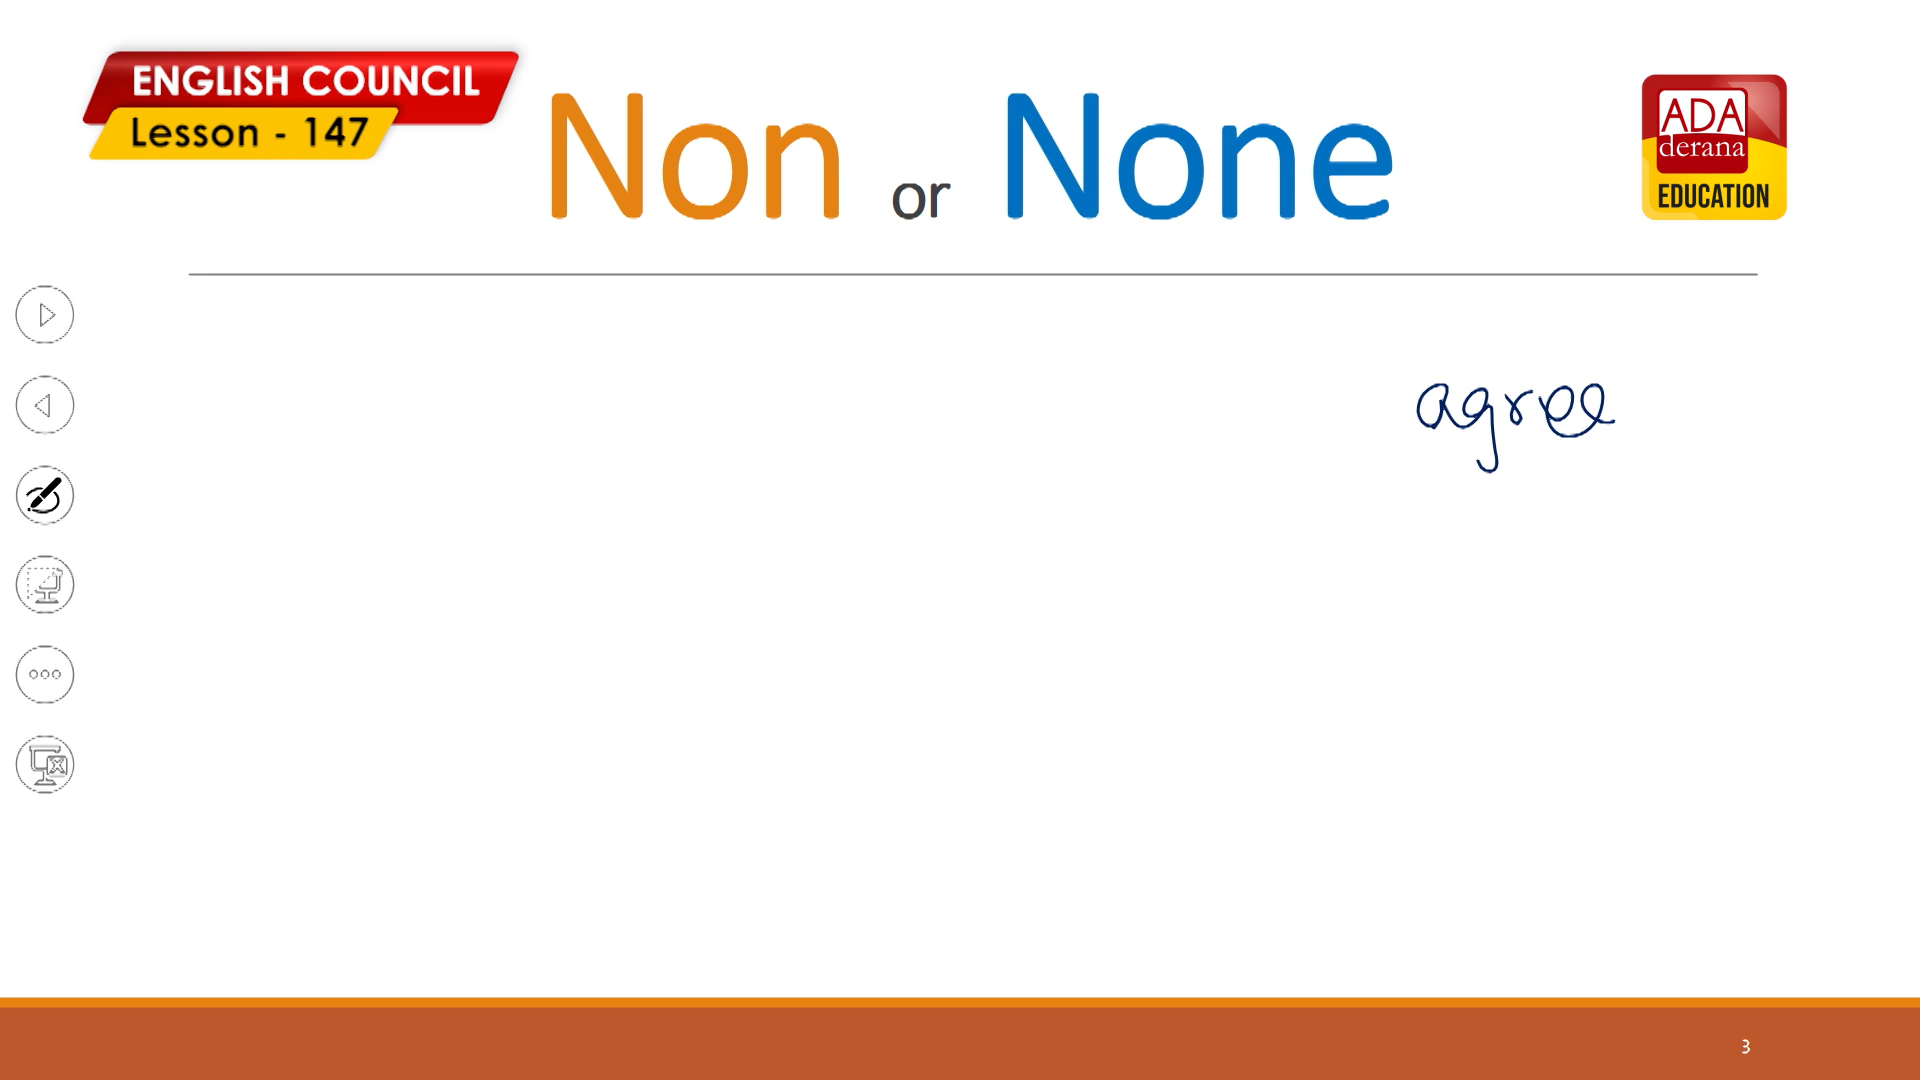 ENGLISH COUNCIL
Lesson - 147
Non or None
ADA
derana
EDUCATION
agree
3